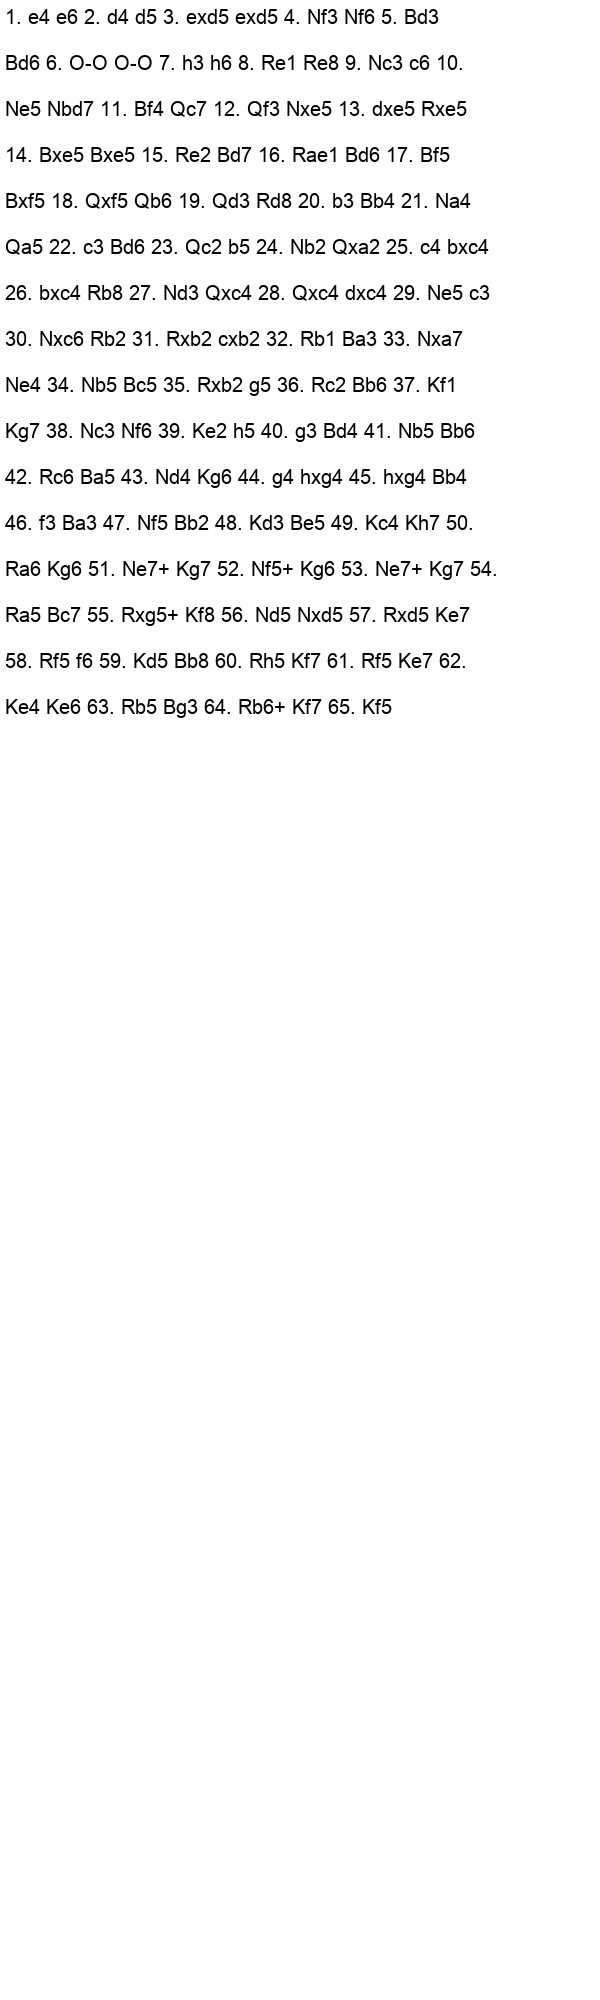 1. e4 e6 2. d4 d5 3. exd5 exd5 4. Nf3 Nf6 5. Bd3
Bd6 6. O-O O-O 7. h3 h6 8. Re1 Re8 9. Nc3 c6 10.
Ne5 Nbd7 11. Bf4 Qc7 12. Qf3 Nxe5 13. dxe5 Rxe5
14. Bxe5 Bxe5 15. Re2 Bd7 16. Rae1 Bd6 17. Bf5
Bxf5 18. Qxf5 Qb6 19. Qd3 Rd8 20. b3 Bb4 21. Na4
Qa5 22. c3 Bd6 23. Qc2 b5 24. Nb2 Qxa2 25. c4 bxc4
26. bxc4 Rb8 27. Nd3 Qxc4 28. Qxc4 dxc4 29. Ne5 c3
30. Nxc6 Rb2 31. Rxb2 cxb2 32. Rb1 Ba3 33. Nxa7
Ne4 34. Nb5 Bc5 35. Rxb2 g5 36. Rc2 Bb6 37. Kf1
Kg7 38. Nc3 Nf6 39. Ke2 h5 40. g3 Bd4 41. Nb5 Bb6
42. Rc6 Ba5 43. Nd4 Kg6 44. g4 hxg4 45. hxg4 Bb4
46. f3 Ba3 47. Nf5 Bb2 48. Kd3 Be5 49. Kc4 Kh7 50.
Ra6 Kg6 51. Ne7+ Kg7 52. Nf5+ Kg6 53. Ne7+ Kg7 54.
Ra5 Bc7 55. Rxg5+ Kf8 56. Nd5 Nxd5 57. Rxd5 Ke7
58. Rf5 f6 59. Kd5 Bb8 60. Rh5 Kf7 61. Rf5 Ke7 62.
Ke4 Ke6 63. Rb5 Bg3 64. Rb6+ Kf7 65. Kf5